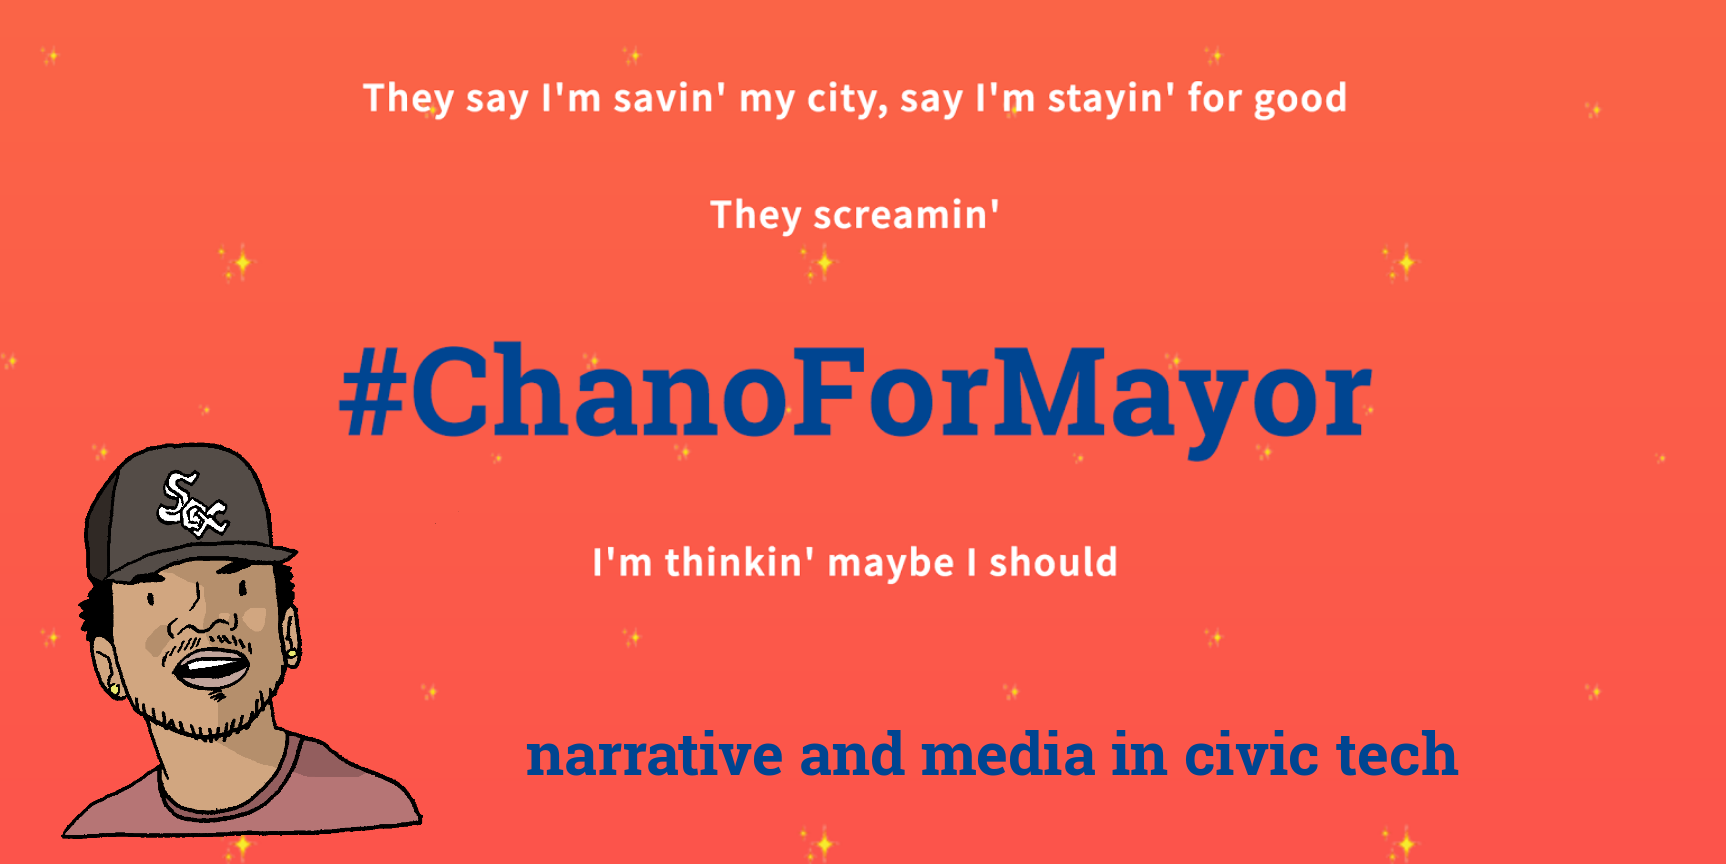 They say I'm savin' my city, say I'm stayin' for good
They screamin'
#ChanoForMayor
I'm thinkin' maybe I should
Sox
narrative and media in civic tech